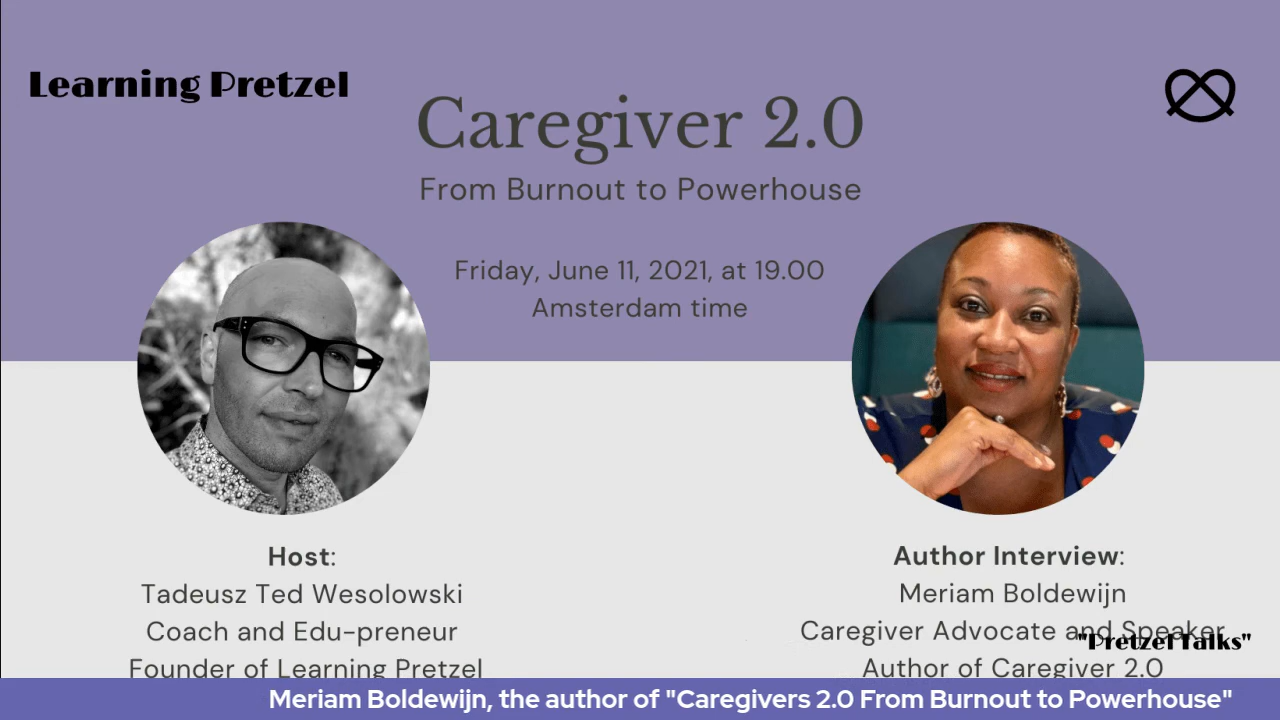 Learning Pretzel
Caregiver 2.0
From Burnout to Powerhouse
Friday, June 11, 2021, at 19.00
Amsterdam time
Host:
Tadeusz Ted Wesolowski
Coach and Edu-preneur
Founder of Learning Pretzel
Author Interview:
Meriam Boldewijn
Caregiver Advocate and Speaker
"Pretzel Talks"
Author of Caregiver 2.0
Meriam Boldewijn, the author of "Caregivers 2.0 From Burnout to Powerhouse"